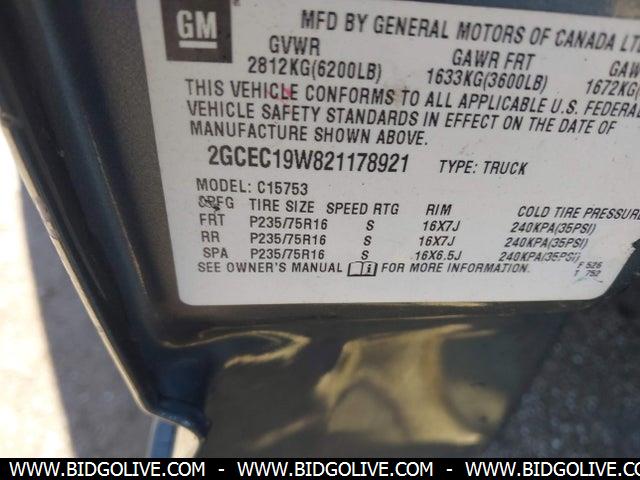 GM
MFD BY GENERAL MOTORS OF CANADA LT
GVWR GAWR FRT GAW
2812KG(6200LB) 1633KG(3600LB) 1672KG(
THIS VEHICLE CONFORMS TO ALL APPLICABLE U.S. FEDERAL
VEHICLE SAFETY STANDARDS IN EFFECT ON THE DATE OF
MANUFACTURE SHOWN ABOVE.
2GCEC19W821178921 TYPE: TRUCK
MODEL: C15753
TIRE SIZE SPEED RTG RIM COLD TIRE PRESSU
FRT P235/75R16 S 16X7J 240KPA(35PSI)
RR P235/75R16 S 16X7J 240KPA(35PSI)
SPA P235/75R16 S 16X6.5J 240KPA(35PSI)
SEE OWNER'S MANUAL FOR MORE INFORMATION. F 526
T 752
WWW.BIDGOLIVE.COM - WWW.BIDGOLIVE.COM - WWW.BIDGOLIVE.COM